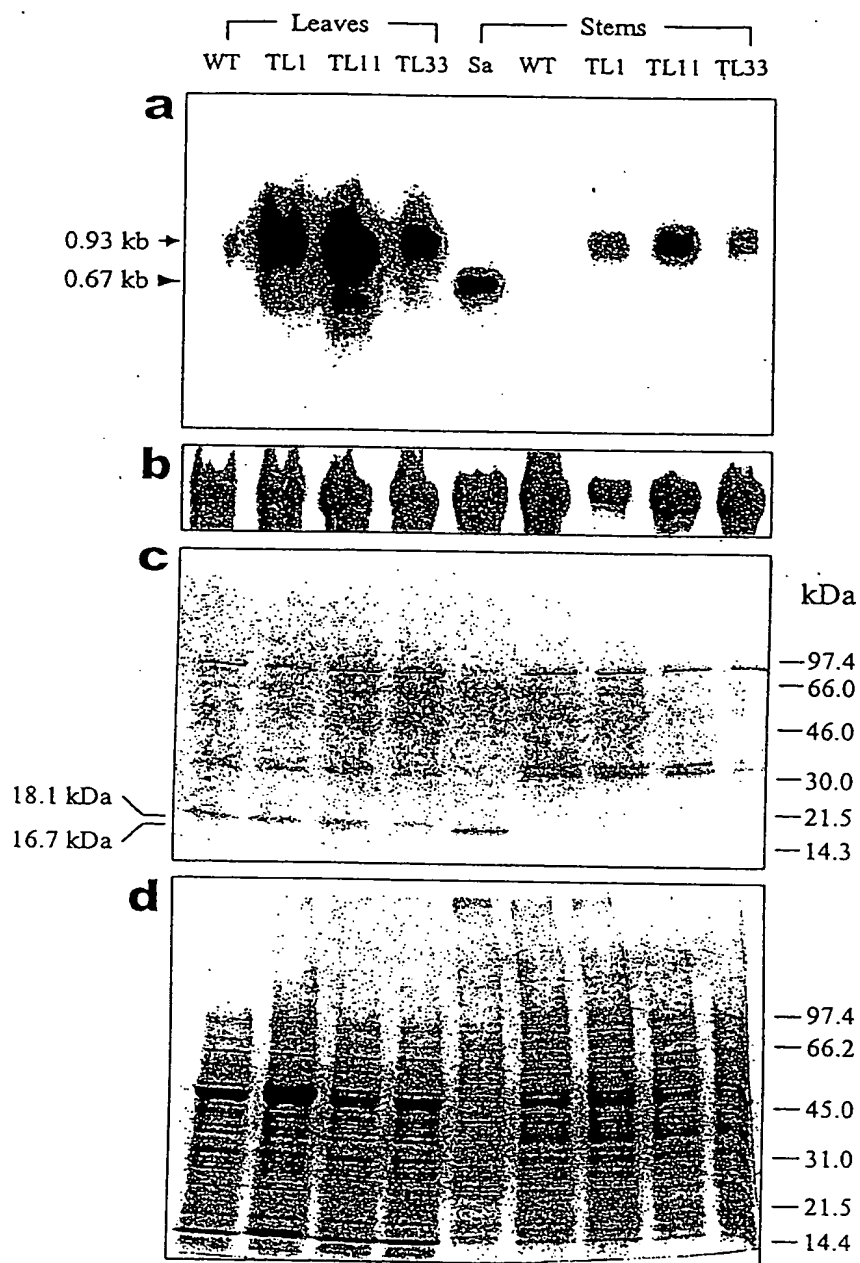 Leaves Stems
WT TL1 TL11 TL33 Sa WT TL1 TL11 TL33
a
0.93 kb
0.67 kb
b
c
kDa
97.4
66.0
46.0
30.0
18.1 kDa
21.5
16.7 kDa
14.3
d
97.4
66.2
45.0
31.0
21.5
14.4